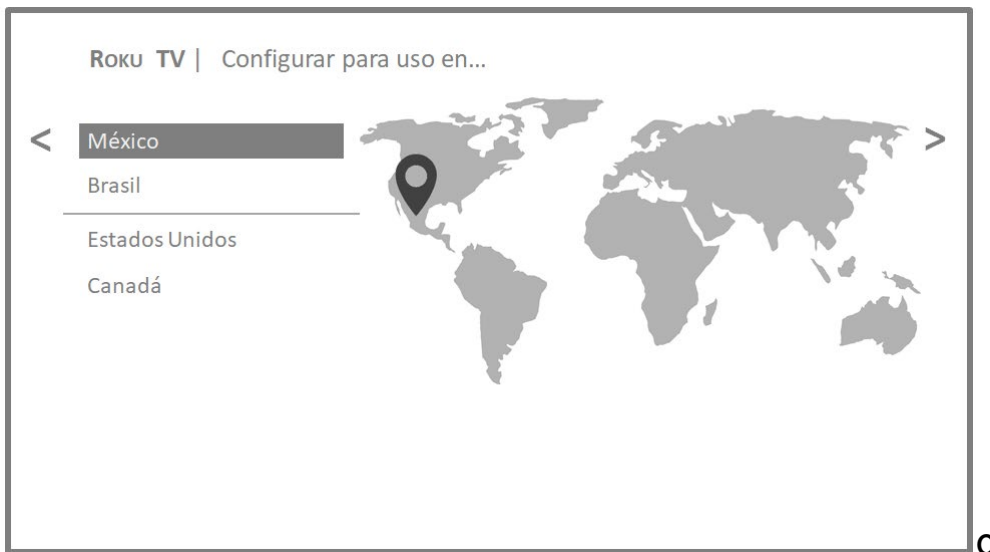 ROKU TV | Configurar para uso en...
<
México
>
Brasil
Estados Unidos
Canadá